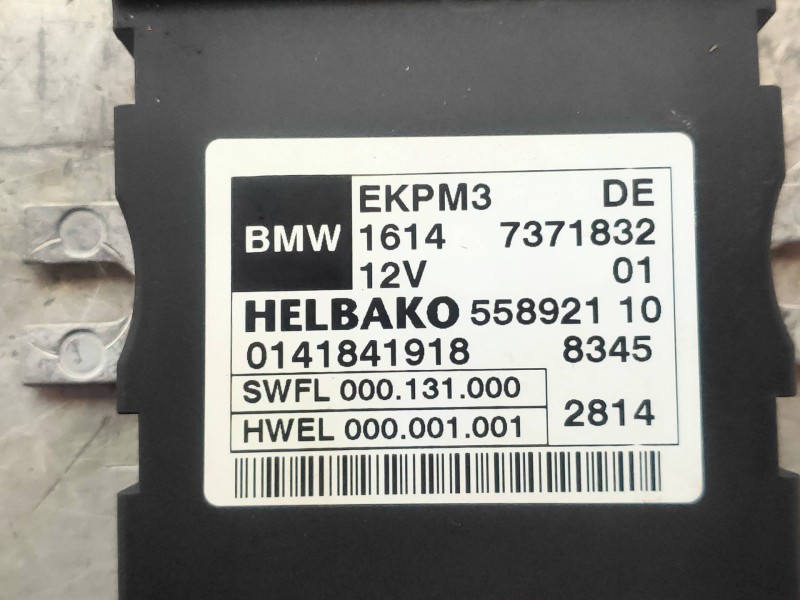 BMW EKPM3 DE
1614 7371832
12V 01
HELBAKO 558921 10
0141841918 8345
SWFL 000.131.000
HWEL 000.001.001 2814